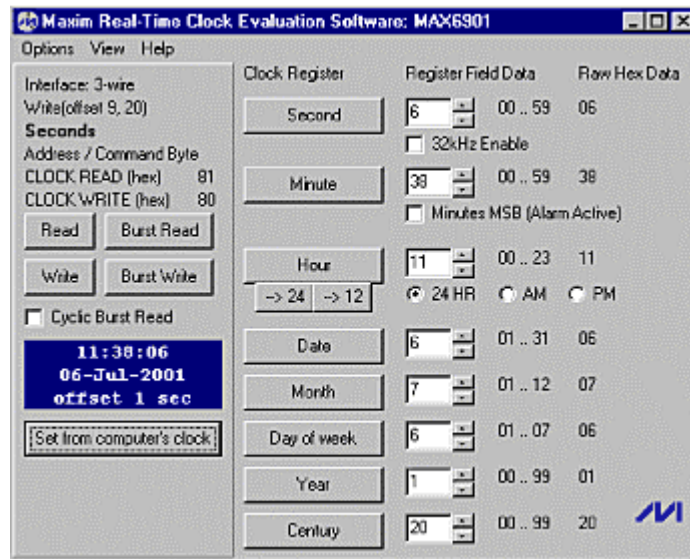 Maxim Real-Time Clock Evaluation Software: MAX6901
Options View Help
Interface: 3-wire
Write(offset 9, 20)
Seconds
Address / Command Byte
CLOCK READ (hex) 81
CLOCK WRITE (hex) 80
Read Burst Read
Write Burst Write
Cyclic Burst Read
11:38:06
06-Jul-2001
offset 1 sec
Set from computer's clock
Clock Register Register Field Data Raw Hex Data
Second 6 00 .. 59 06
32kHz Enable
Minute 38 00 .. 59 38
Minutes MSB (Alarm Active)
Hour 11 00 .. 23 11
--> 24 --> 12 24 HR AM PM
Date 6 01 .. 31 06
Month 7 01 .. 12 07
Day of week 6 01 .. 07 06
Year 1 00 .. 99 01
Century 20 00 .. 99 20